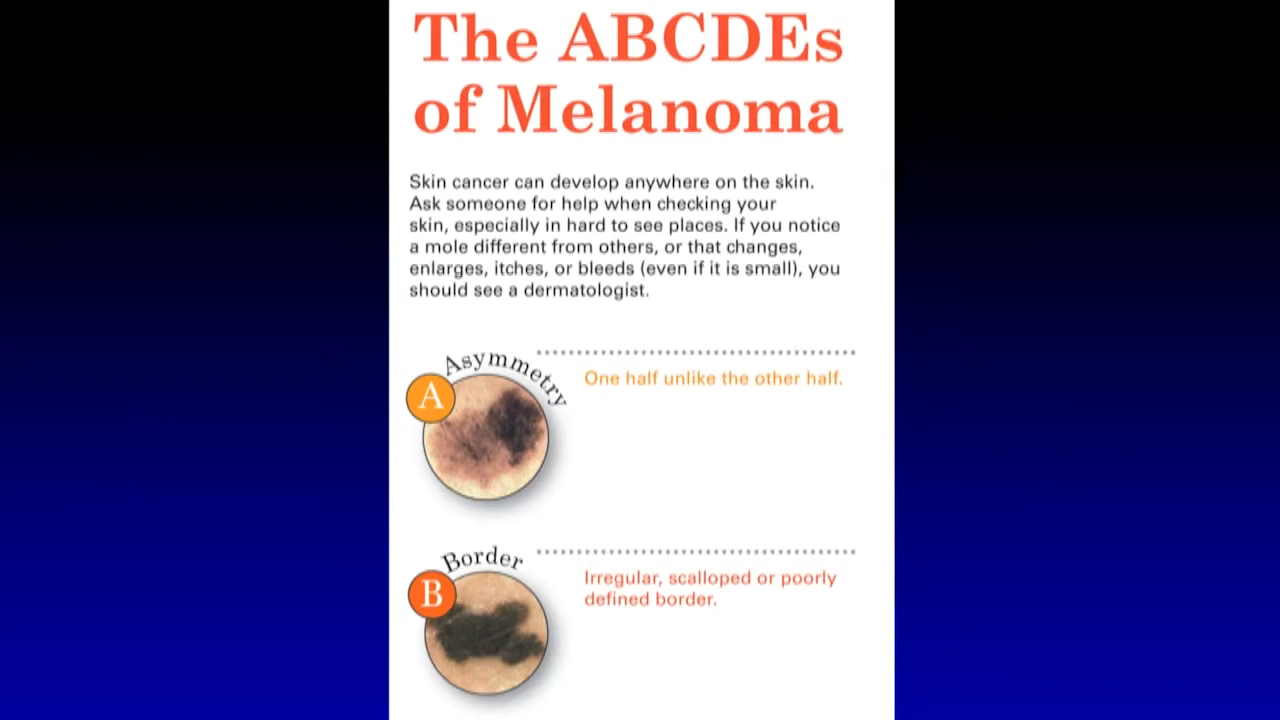 The ABCDEs
of Melanoma
Skin cancer can develop anywhere on the skin.
Ask someone for help when checking your
skin, especially in hard to see places. If you notice
a mole different from others, or that changes,
enlarges, itches, or bleeds (even if it is small), you
should see a dermatologist.
Asymmetry
A
One half unlike the other half.
Border
B
Irregular, scalloped or poorly
defined border.